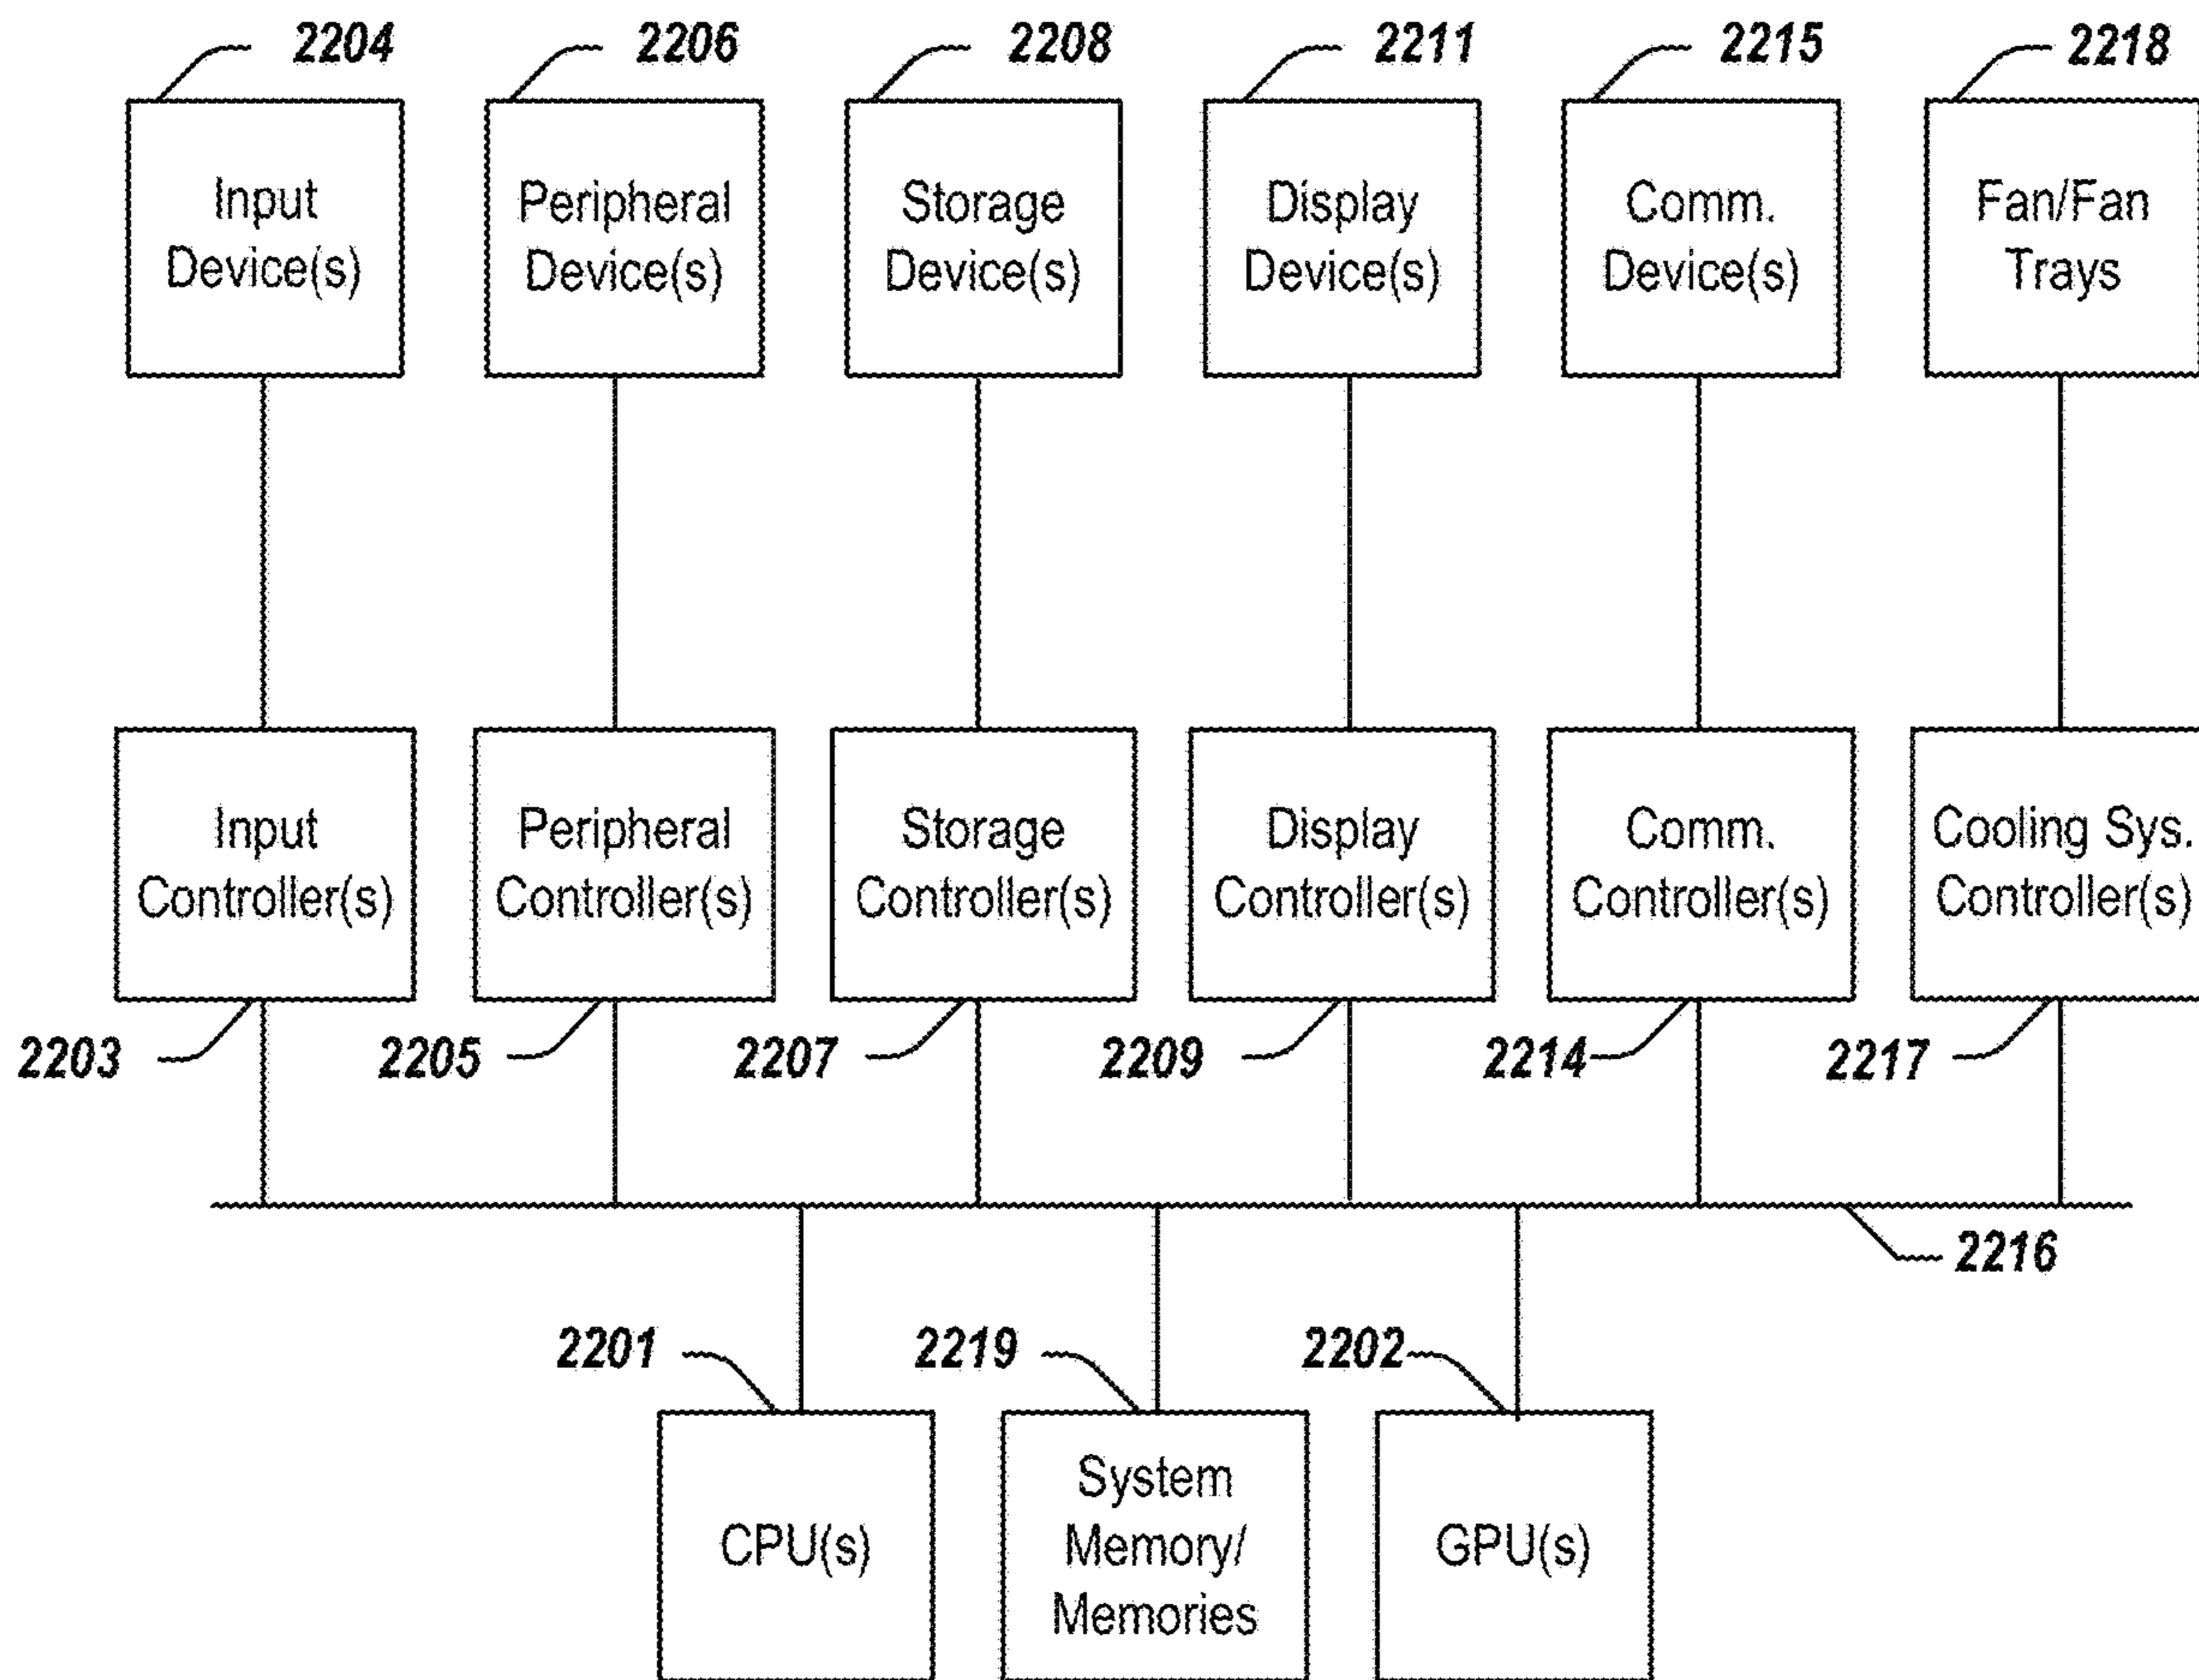 2204
2206
2208
2211
2215
2218
Input
Device(s)
Peripheral
Device(s)
Storage
Device(s)
Display
Device(s)
Comm.
Device(s)
Fan/Fan
Trays
Input
Controller(s)
Peripheral
Controller(s)
Storage
Controller(s)
Display
Controller(s)
Comm.
Controller(s)
Cooling Sys.
Controller(s)
2203
2205
2207
2209
2214
2217
2216
2201
2219
2202
CPU(s)
System
Memory/
Memories
GPU(s)